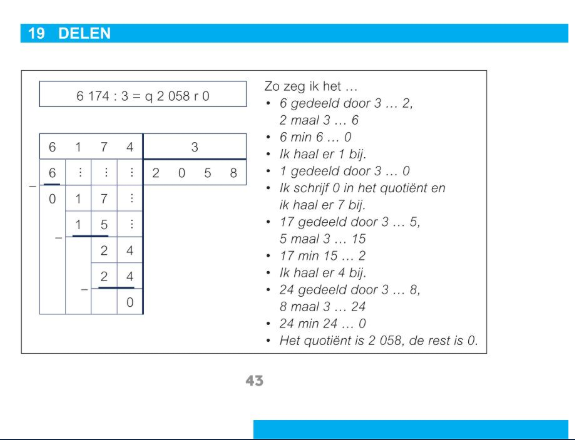 19 DELEN
6 174 : 3 = q 2 058 r 0
6 1 7 4 3
– 6 ⋮ ⋮ ⋮ 2 0 5 8
0 1 7 ⋮
– 1 5 ⋮
2 4
– 2 4
0
Zo zeg ik het …
• 6 gedeeld door 3 … 2,
2 maal 3 … 6
• 6 min 6 … 0
• Ik haal er 1 bij.
• 1 gedeeld door 3 … 0
• Ik schrijf 0 in het quotiënt en
ik haal er 7 bij.
• 17 gedeeld door 3 … 5,
5 maal 3 … 15
• 17 min 15 … 2
• Ik haal er 4 bij.
• 24 gedeeld door 3 … 8,
8 maal 3 … 24
• 24 min 24 … 0
• Het quotiënt is 2 058, de rest is 0.
43